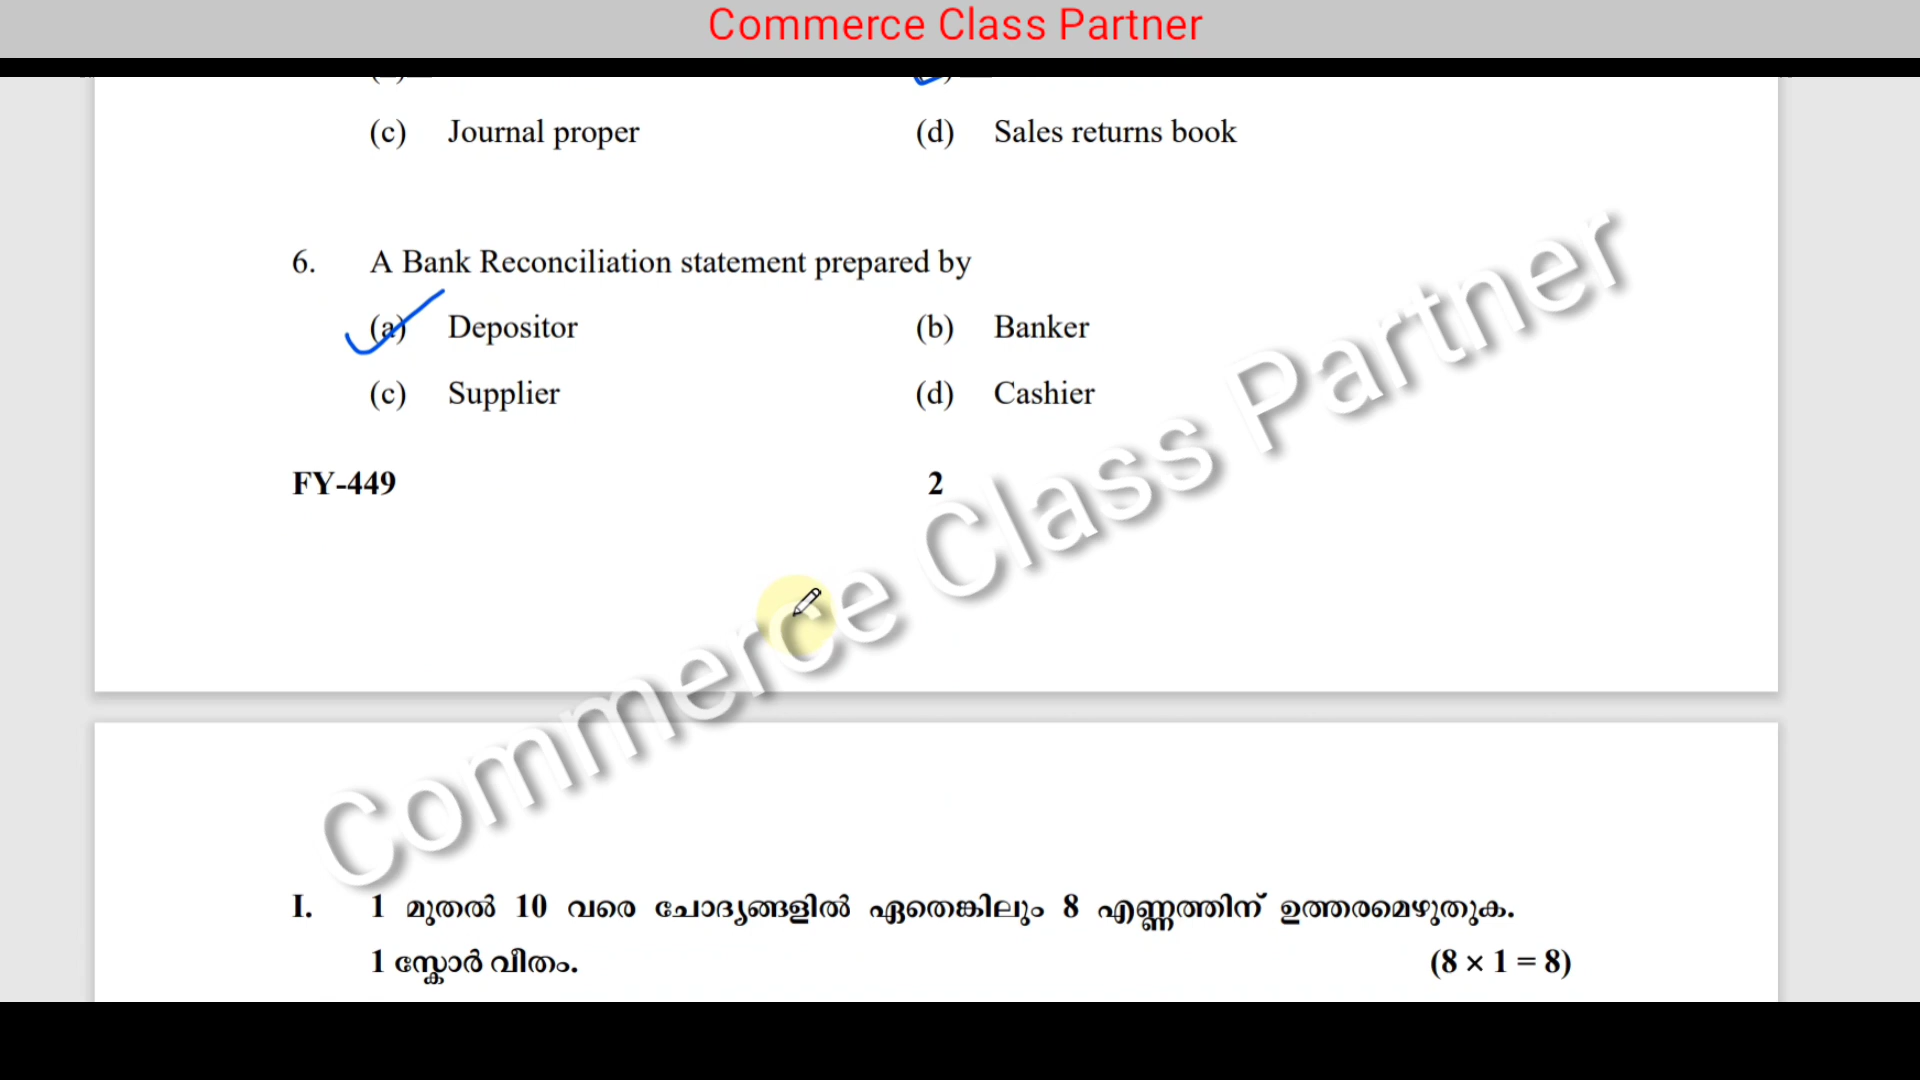 Commerce Class Partner
(c) Journal proper (d) Sales returns book
6. A Bank Reconciliation statement prepared by
(a) Depositor (b) Banker
(c) Supplier (d) Cashier
FY-449 2
Commerce Class Partner
I. 1 മുതൽ 10 വരെ ചോദ്യങ്ങളിൽ ഏതെങ്കിലും 8 എണ്ണത്തിന് ഉത്തരമെഴുതുക.
1 സ്കോർ വീതം. (8 × 1 = 8)